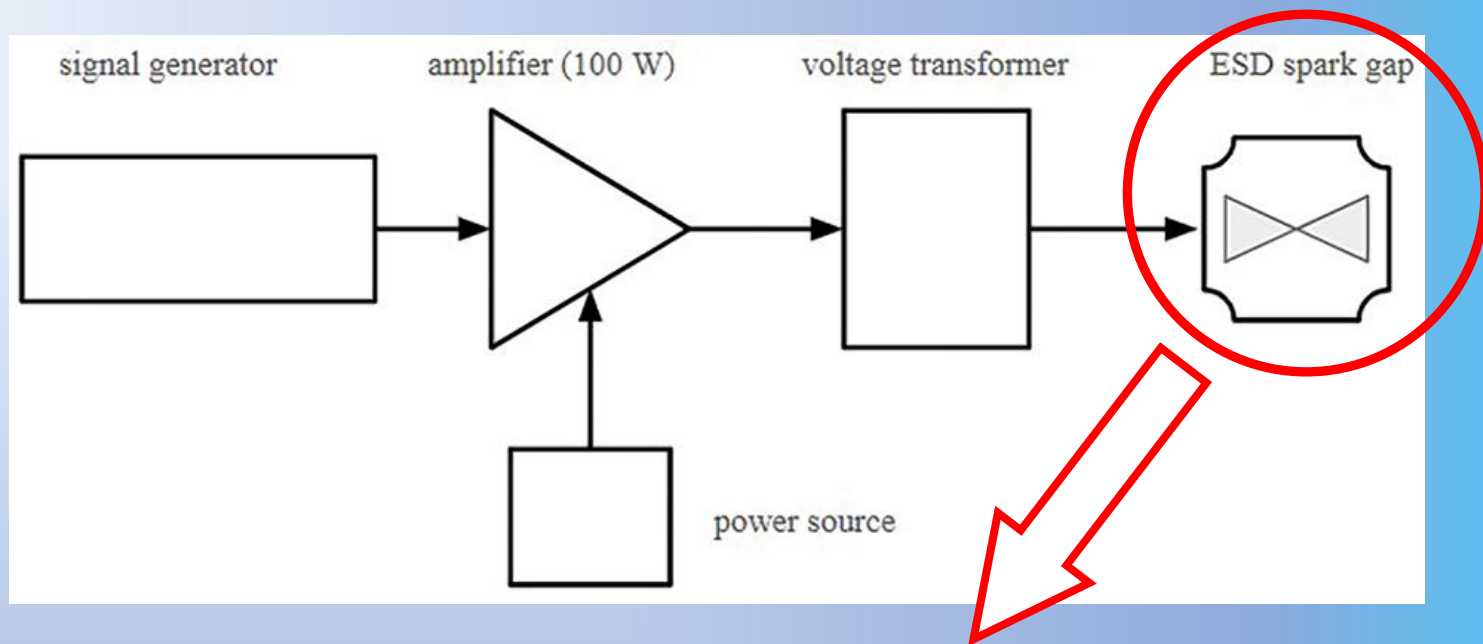 signal generator
amplifier (100 W)
voltage transformer
ESD spark gap
power source